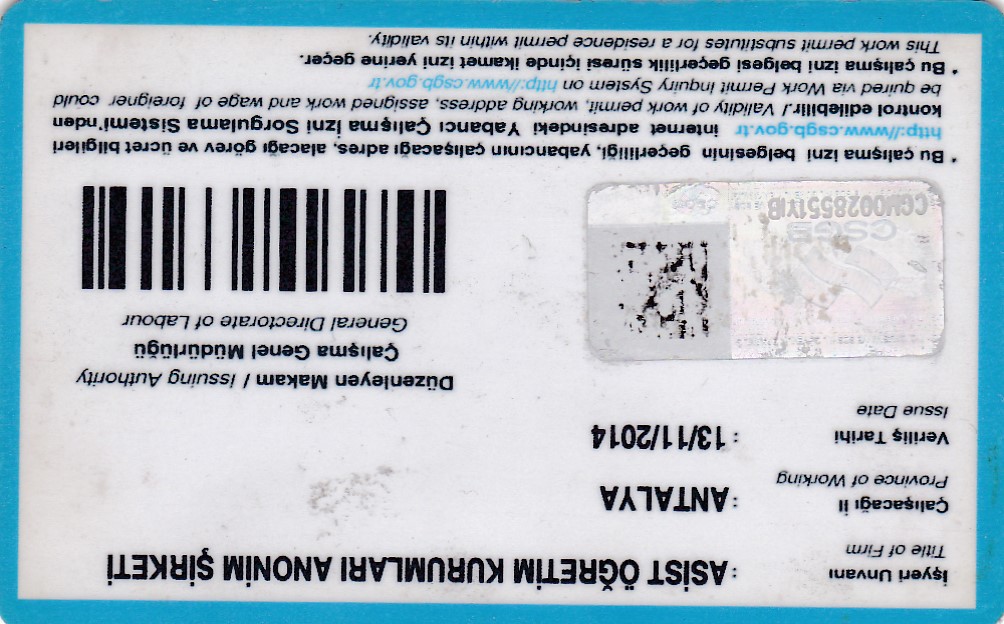 İşyeri Unvanı : ASİST ÖĞRETİM KURUMLARI ANONİM ŞİRKETİ
Title of Firm
Çalışacağı İl : ANTALYA
Province of Working
Veriliş Tarihi : 13/11/2014
Issue Date
Düzenleyen Makam / Issuing Authority
Çalışma Genel Müdürlüğü
General Directorate of Labour
CSGB
CGM0028551YIB
* Bu çalışma izni belgesinin geçerliliği, yabancının çalışacağı adres, alacağı görev ve ücret bilgileri
http://www.csgb.gov.tr internet adresindeki Yabancı Çalışma İzni Sorgulama Sistemi'nden
kontrol edilebilir./ Validity of work permit, working address, assigned work and wage of foreigner could
be quired via Work Permit Inquiry System on http://www.csgb.gov.tr
* Bu çalışma izni belgesi geçerlilik süresi içinde ikamet izni yerine geçer.
This work permit substitutes for a residence permit within its validity.